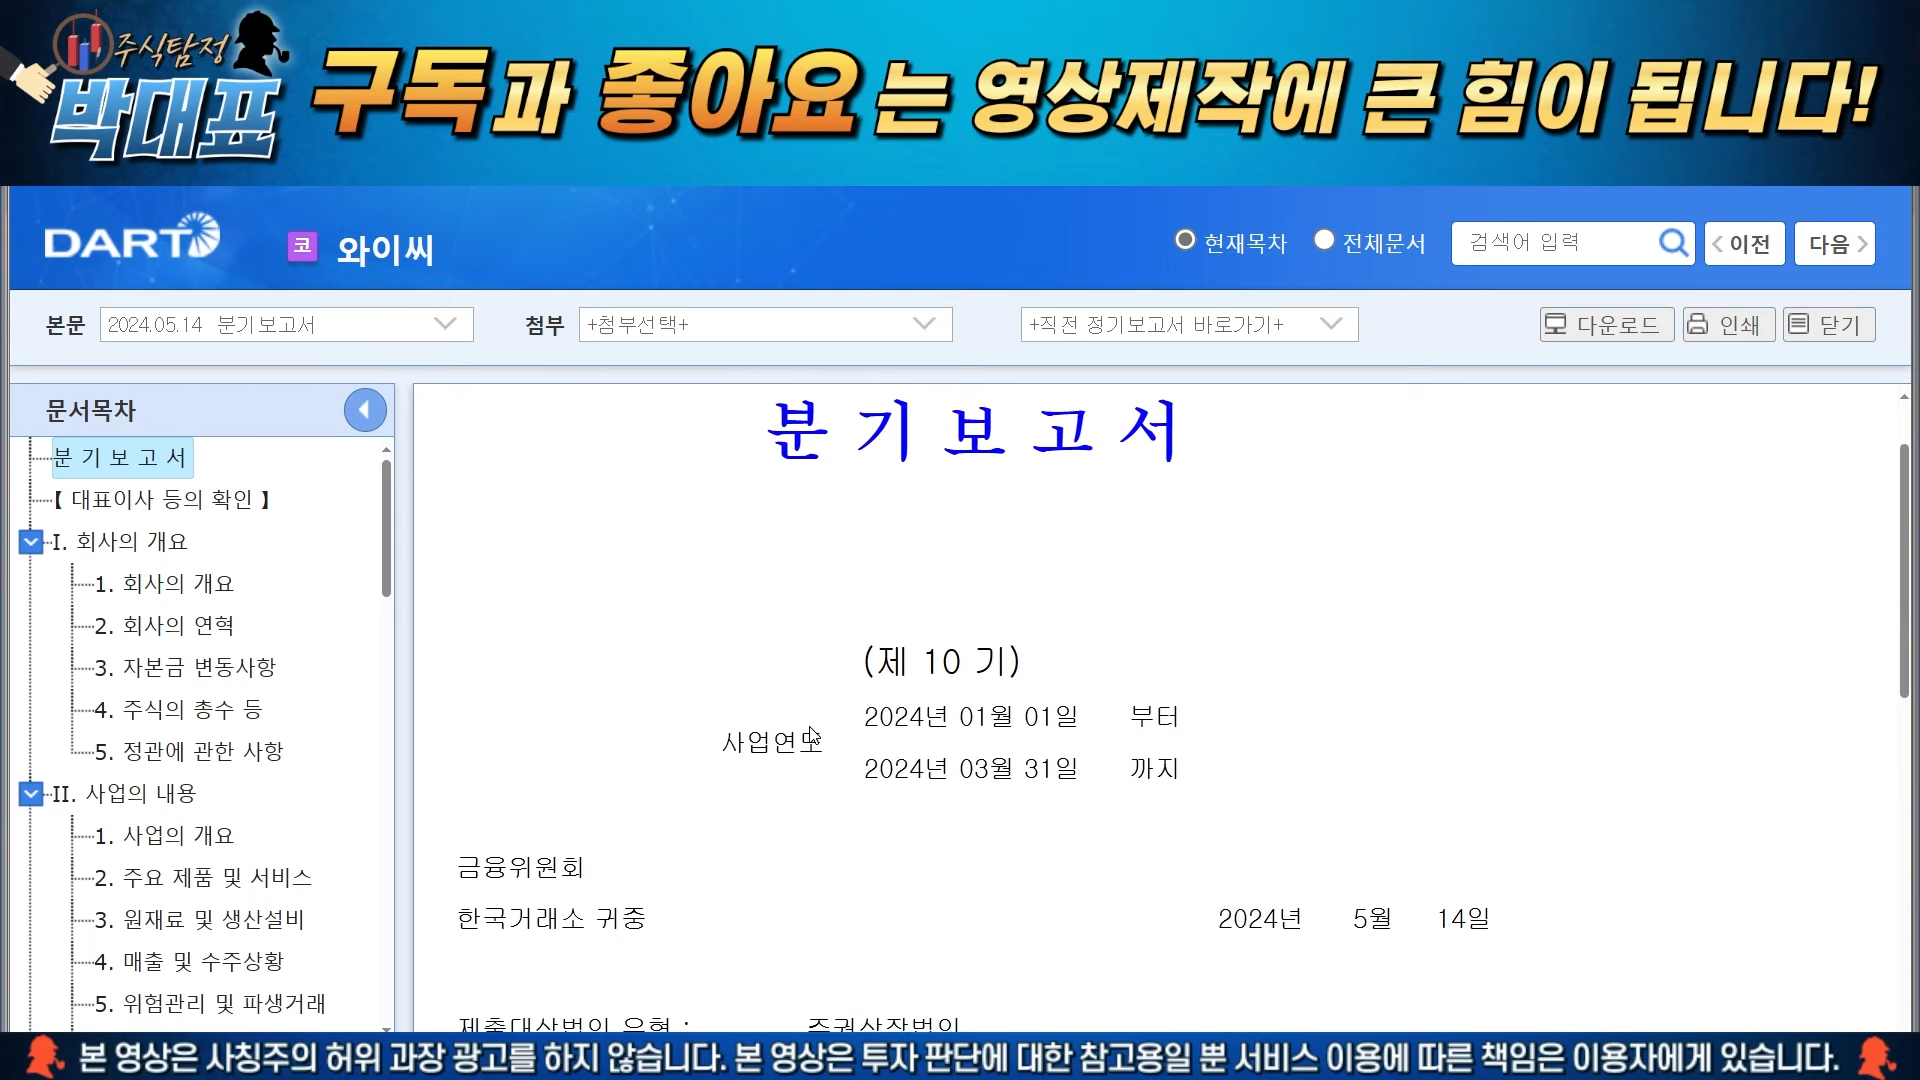 주식탐정
박대표
구독과 좋아요는 영상제작에 큰 힘이 됩니다!
DART
코 와이씨
현재목차 전체문서 검색어 입력 이전 다음
본문 2024.05.14 분기보고서 첨부 +첨부선택+ +직전 정기보고서 바로가기+ 다운로드 인쇄 닫기
문서목차
분 기 보 고 서
【 대표이사 등의 확인 】
I. 회사의 개요
1. 회사의 개요
2. 회사의 연혁
3. 자본금 변동사항
4. 주식의 총수 등
5. 정관에 관한 사항
II. 사업의 내용
1. 사업의 개요
2. 주요 제품 및 서비스
3. 원재료 및 생산설비
4. 매출 및 수주상황
5. 위험관리 및 파생거래
분 기 보 고 서
(제 10 기)
사업연도
2024년 01월 01일 부터
2024년 03월 31일 까지
금융위원회
한국거래소 귀중 2024년 5월 14일
제출대상법인 유형 : 주권상장법인
본 영상은 사칭주의 허위 과장 광고를 하지 않습니다. 본 영상은 투자 판단에 대한 참고용일 뿐 서비스 이용에 따른 책임은 이용자에게 있습니다.